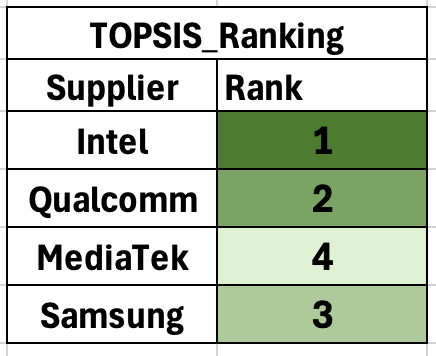 TOPSIS_Ranking
Supplier Rank
Intel 1
Qualcomm 2
MediaTek 4
Samsung 3